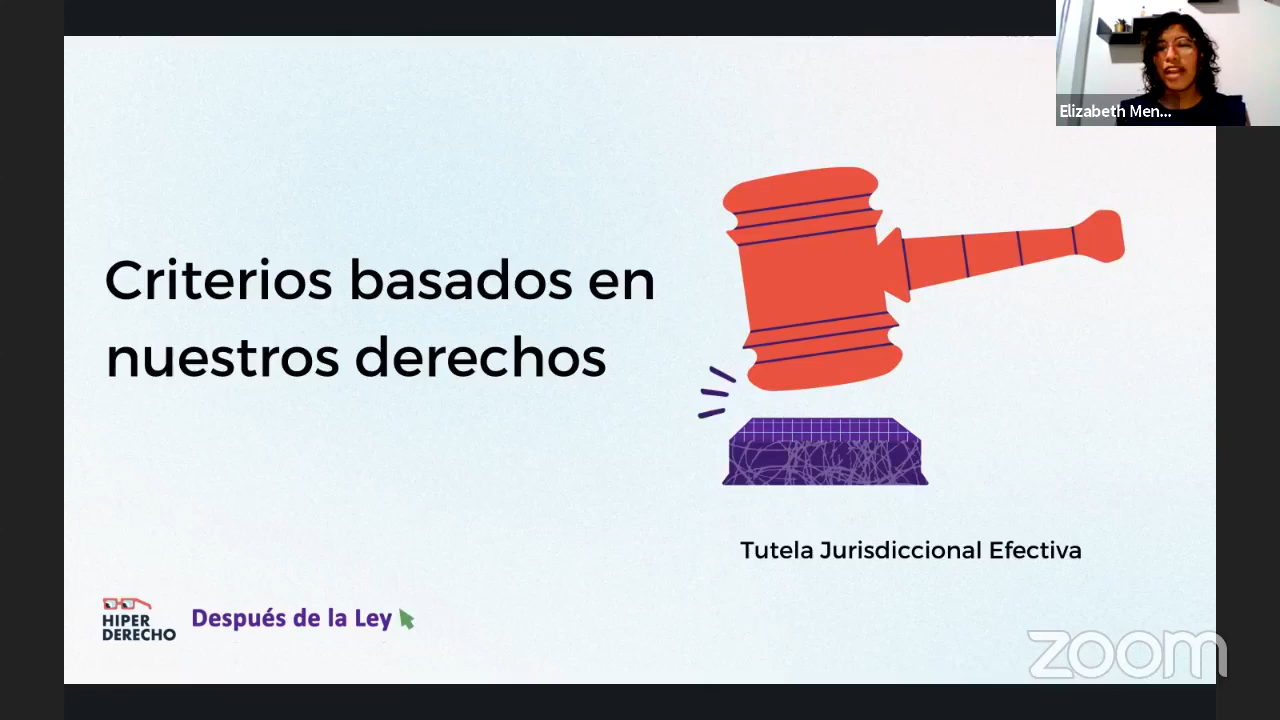 Elizabeth Men...
Criterios basados en
nuestros derechos
Tutela Jurisdiccional Efectiva
HIPER
DERECHO
Después de la Ley
zoom